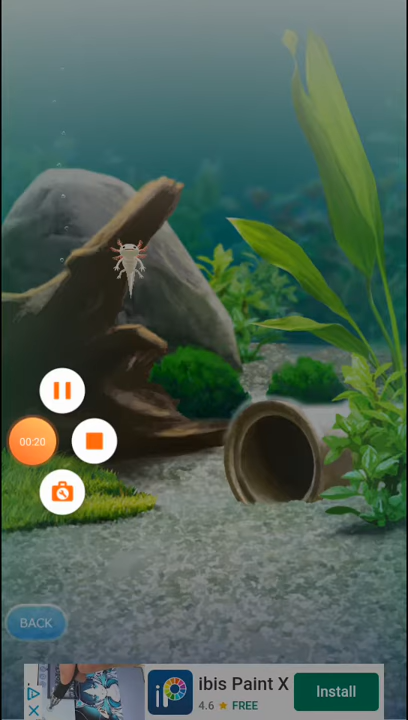 00:20
BACK
ibis Paint X
Install
4.6 ★ FREE